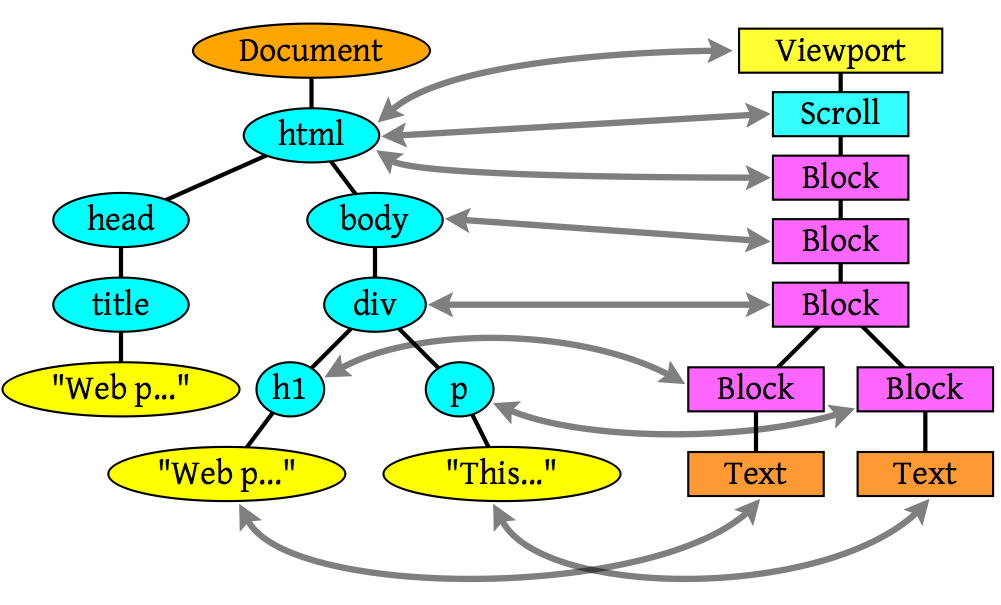 Document
Viewport
html
Scroll
Block
head
body
Block
title
div
Block
"Web p..."
h1
p
Block
Block
"Web p..."
"This..."
Text
Text